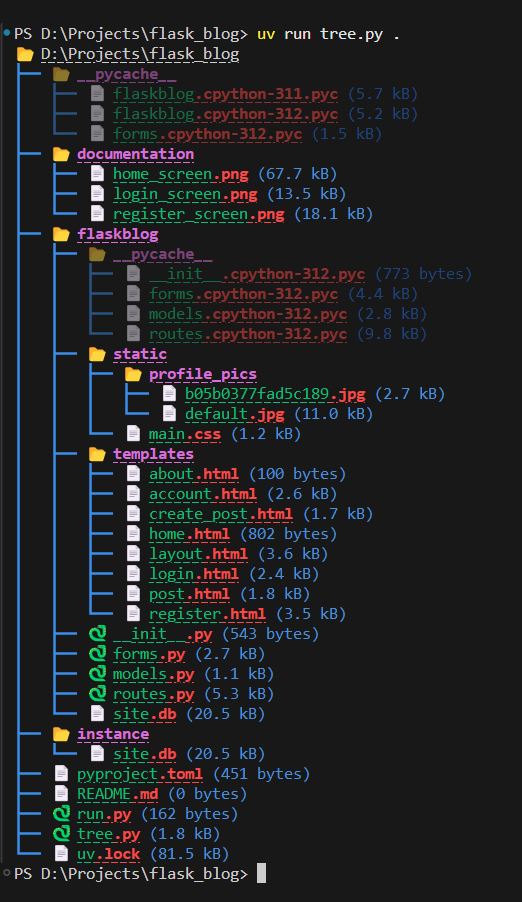 PS D:\Projects\flask_blog> uv run tree.py .
D:\Projects\flask_blog
__pycache__
flaskblog.cpython-311.pyc (5.7 kB)
flaskblog.cpython-312.pyc (5.2 kB)
forms.cpython-312.pyc (1.5 kB)
documentation
home_screen.png (67.7 kB)
login_screen.png (13.5 kB)
register_screen.png (18.1 kB)
flaskblog
__pycache__
__init__.cpython-312.pyc (773 bytes)
forms.cpython-312.pyc (4.4 kB)
models.cpython-312.pyc (2.8 kB)
routes.cpython-312.pyc (9.8 kB)
static
profile_pics
b05b0377fad5c189.jpg (2.7 kB)
default.jpg (11.0 kB)
main.css (1.2 kB)
templates
about.html (100 bytes)
account.html (2.6 kB)
create_post.html (1.7 kB)
home.html (802 bytes)
layout.html (3.6 kB)
login.html (2.4 kB)
post.html (1.8 kB)
register.html (3.5 kB)
__init__.py (543 bytes)
forms.py (2.7 kB)
models.py (1.1 kB)
routes.py (5.3 kB)
site.db (20.5 kB)
instance
site.db (20.5 kB)
pyproject.toml (451 bytes)
README.md (0 bytes)
run.py (162 bytes)
tree.py (1.8 kB)
uv.lock (81.5 kB)
PS D:\Projects\flask_blog>